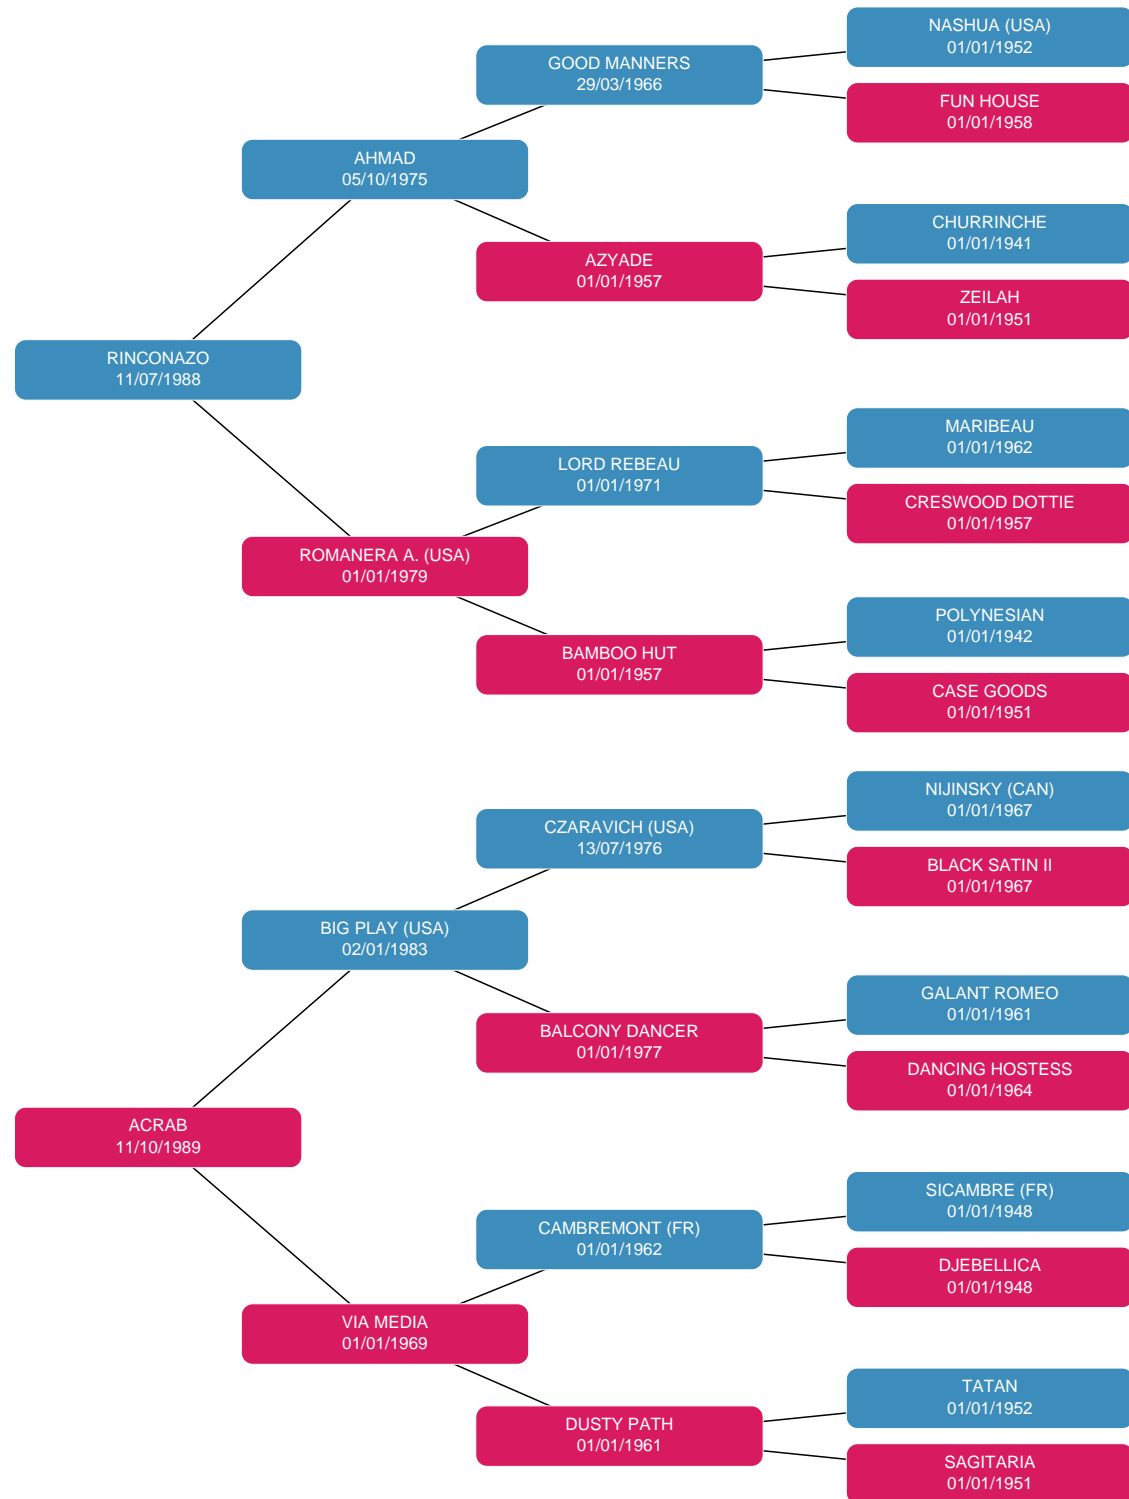 NASHUA (USA)
01/01/1952
GOOD MANNERS
29/03/1966
FUN HOUSE
01/01/1958
AHMAD
05/10/1975
CHURRINCHE
01/01/1941
AZYADE
01/01/1957
ZEILAH
01/01/1951
RINCONAZO
11/07/1988
MARIBEAU
01/01/1962
LORD REBEAU
01/01/1971
CRESWOOD DOTTIE
01/01/1957
ROMANERA A. (USA)
01/01/1979
POLYNESIAN
01/01/1942
BAMBOO HUT
01/01/1957
CASE GOODS
01/01/1951
NIJINSKY (CAN)
01/01/1967
CZARAVICH (USA)
13/07/1976
BLACK SATIN II
01/01/1967
BIG PLAY (USA)
02/01/1983
GALANT ROMEO
01/01/1961
BALCONY DANCER
01/01/1977
DANCING HOSTESS
01/01/1964
ACRAB
11/10/1989
SICAMBRE (FR)
01/01/1948
CAMBREMONT (FR)
01/01/1962
DJEBELLICA
01/01/1948
VIA MEDIA
01/01/1969
TATAN
01/01/1952
DUSTY PATH
01/01/1961
SAGITARIA
01/01/1951